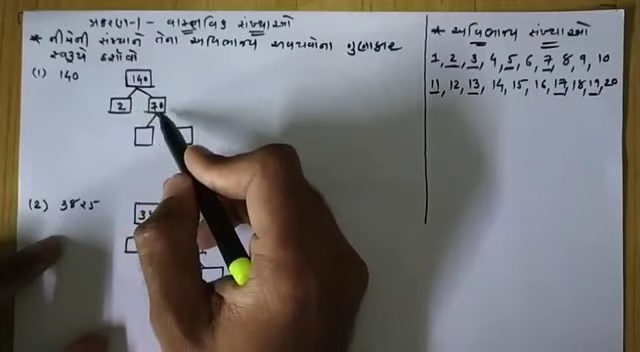 પ્રકરણ-1 - વાસ્તવિક સંખ્યાઓ
* નીચેની સંખ્યાને તેના અવિભાજ્ય અવયવોના ગુણાકાર
સ્વરૂપે દર્શાવો
(1) 140
140
2 70
(2) 3825
* અવિભાજ્ય સંખ્યાઓ
1, 2, 3, 4, 5, 6, 7, 8, 9, 10
11, 12, 13, 14, 15, 16, 17, 18, 19, 20